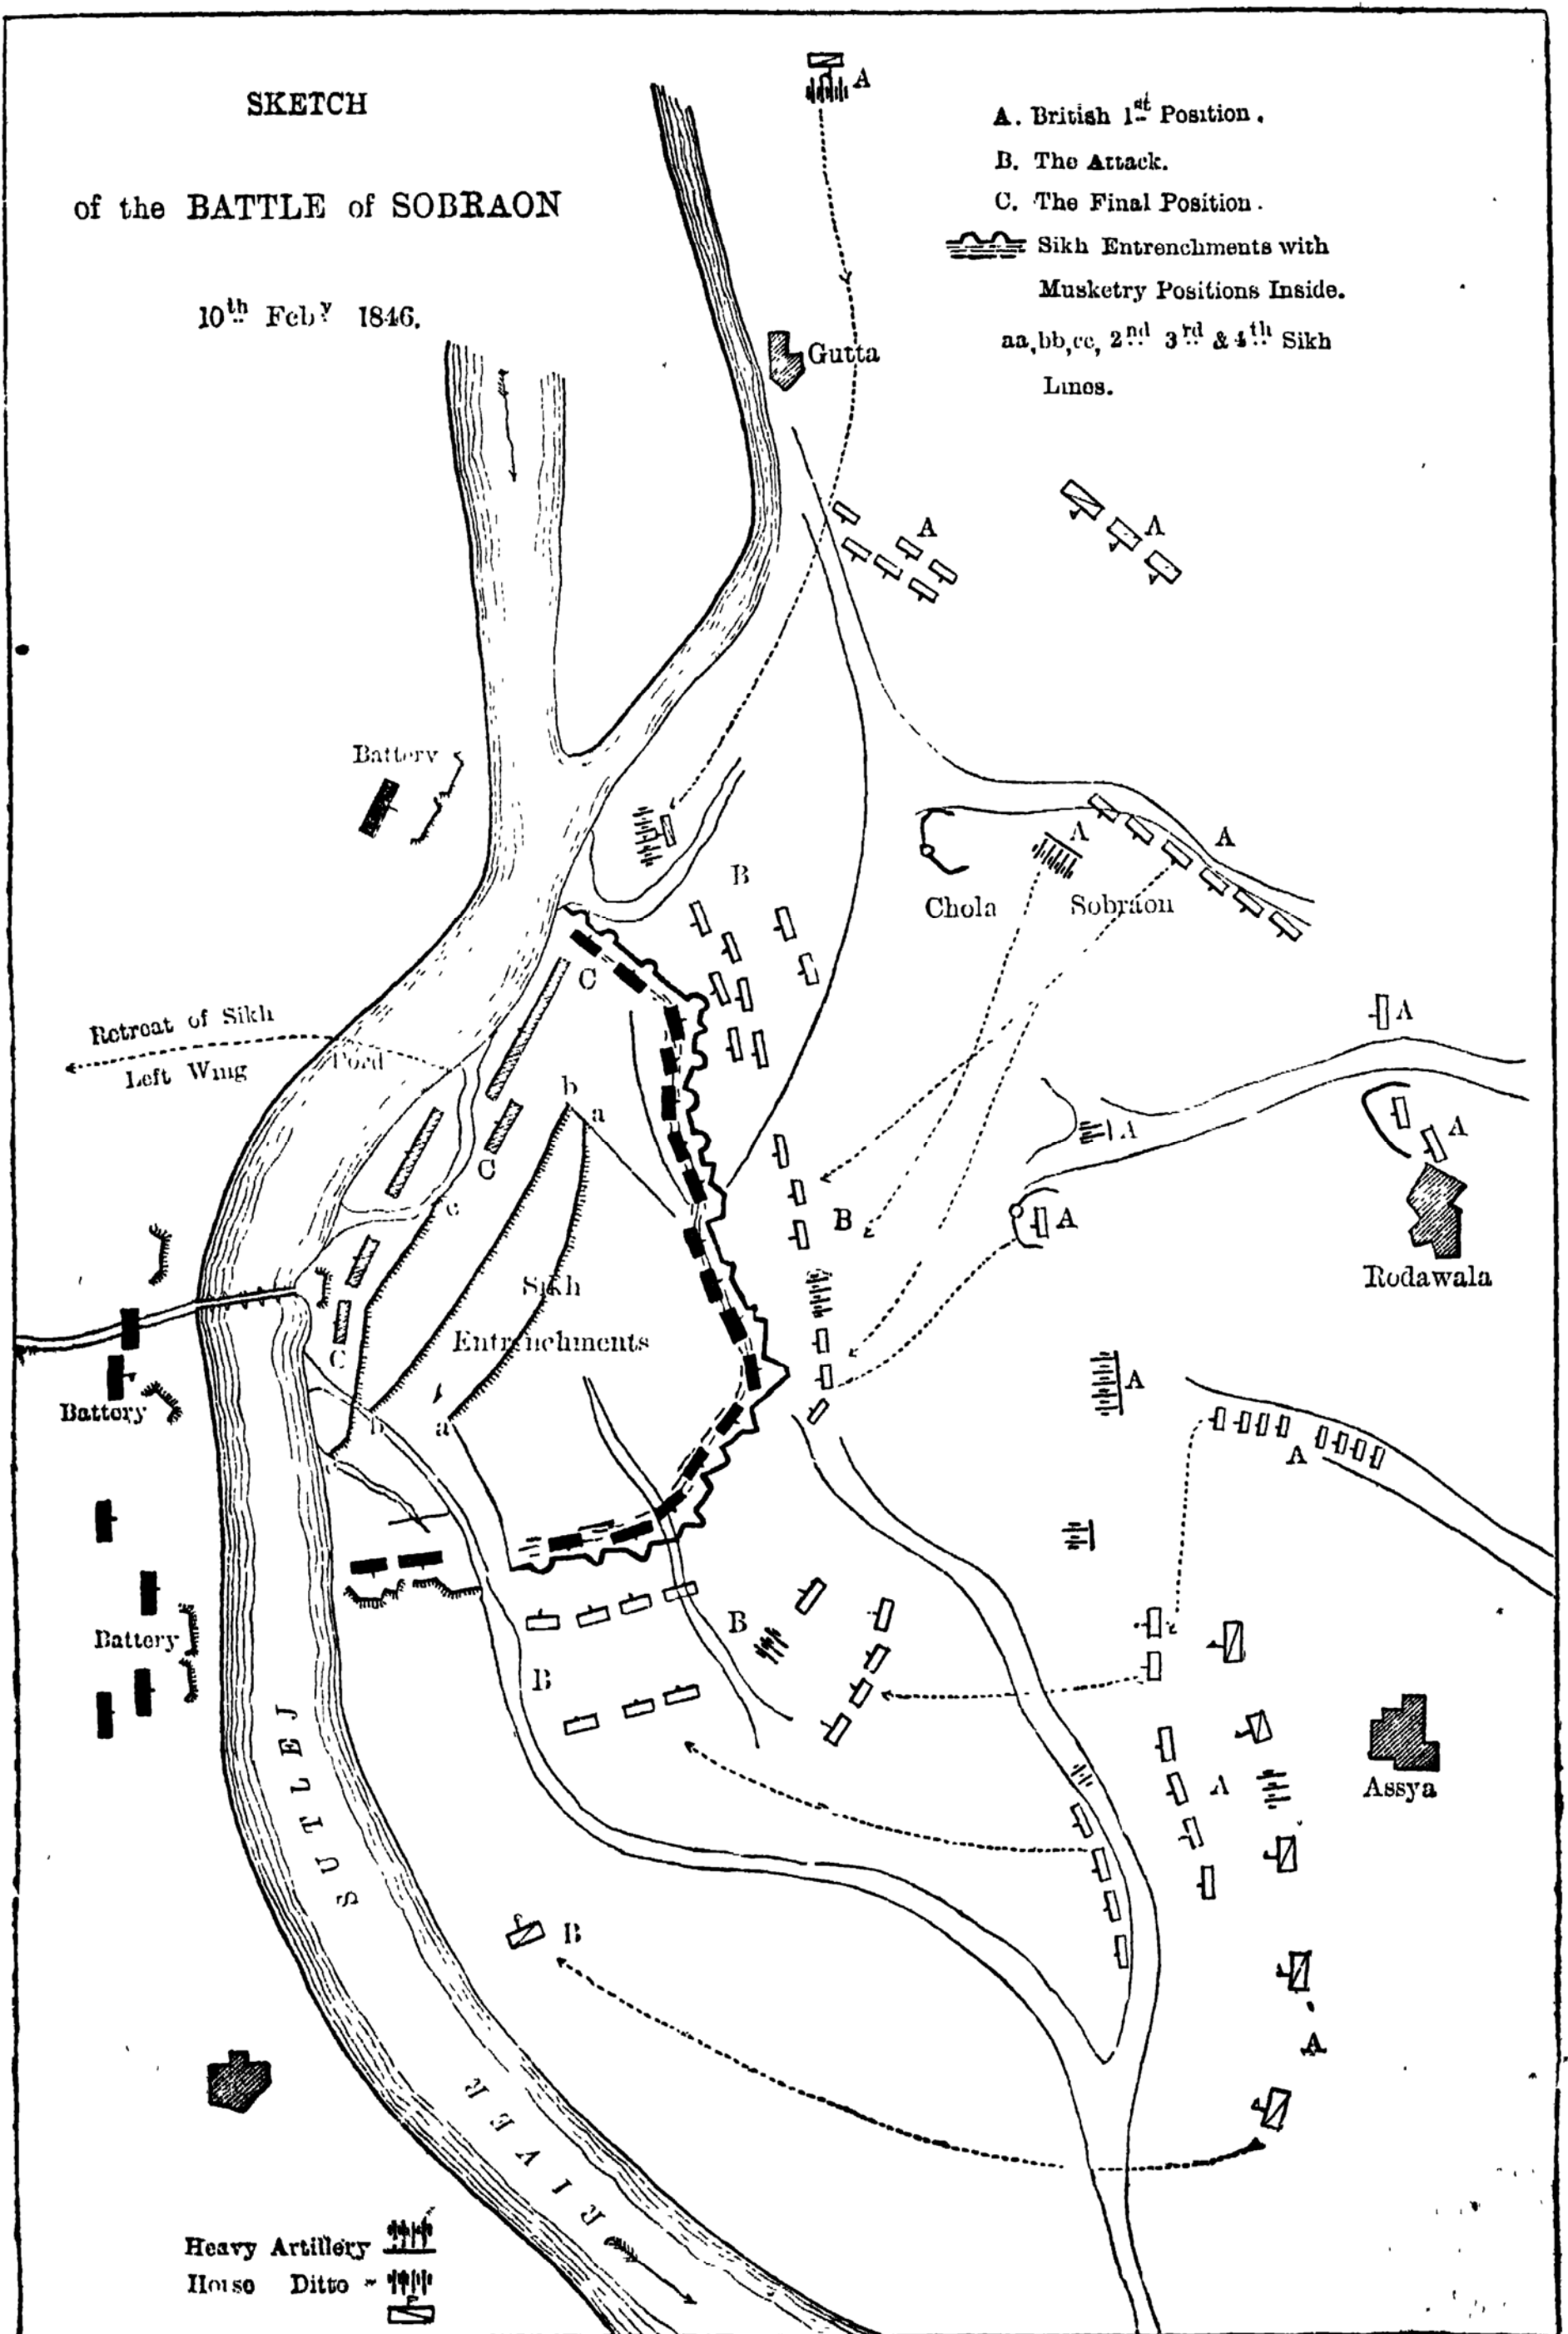 SKETCH
of the BATTLE of SOBRAON
10th Feby 1846.
A. British 1st Position.
B. The Attack.
C. The Final Position.
Sikh Entrenchments with
Musketry Positions Inside.
aa, bb, cc, 2nd 3rd & 4th Sikh
Lines.
A
Gutta
A
A
Battery
A
A
B
Chola
Sobráon
C
Retreat of Sikh
Left Wing
Ford
A
b
a
A
A
C
c
B
A
Rodawala
Sikh
Entrenchments
C
A
Battery
b
a
A
B
Battery
B
A
Assya
SUTLEJ
B
A
RIVER
Heavy Artillery
Horse Ditto